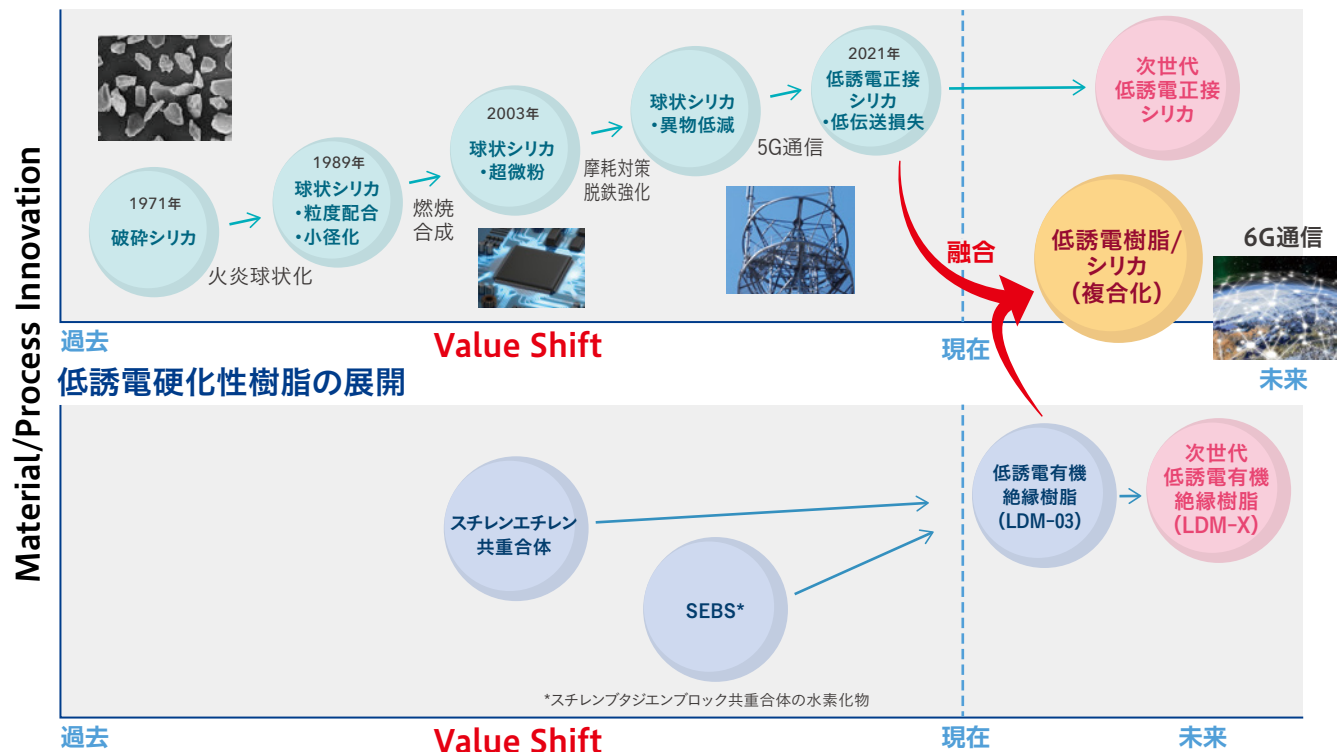 Material/Process Innovation
1971年
破砕シリカ
火炎球状化
1989年
球状シリカ
・粒度配合
・小径化
燃焼
合成
2003年
球状シリカ
・超微粉
摩耗対策
脱鉄強化
球状シリカ
・異物低減
5G通信
2021年
低誘電正接
シリカ
・低伝送損失
次世代
低誘電正接
シリカ
融合
低誘電樹脂/
シリカ
(複合化)
6G通信
過去
Value Shift
現在
未来
低誘電硬化性樹脂の展開
スチレンエチレン
共重合体
SEBS*
低誘電有機
絶縁樹脂
(LDM-03)
次世代
低誘電有機
絶縁樹脂
(LDM-X)
*スチレンブタジエンブロック共重合体の水素化物
過去
Value Shift
現在
未来